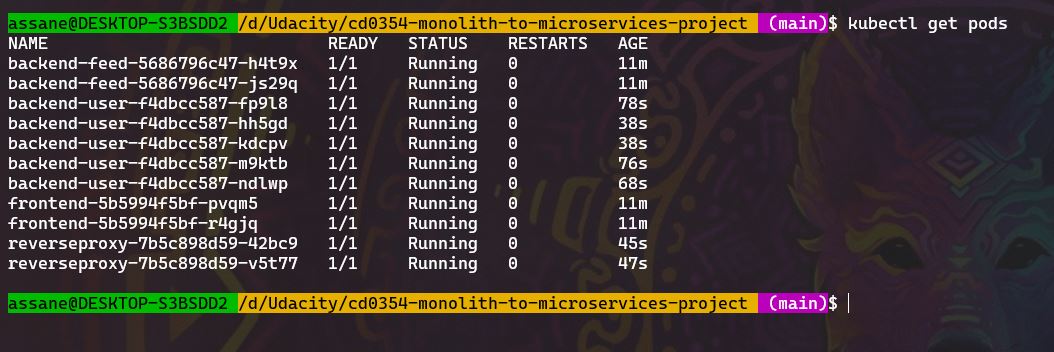 assane@DESKTOP-S3BSDD2 /d/Udacity/cd0354-monolith-to-microservices-project (main)$ kubectl get pods
NAME READY STATUS RESTARTS AGE
backend-feed-5686796c47-h4t9x 1/1 Running 0 11m
backend-feed-5686796c47-js29q 1/1 Running 0 11m
backend-user-f4dbcc587-fp9l8 1/1 Running 0 78s
backend-user-f4dbcc587-hh5gd 1/1 Running 0 38s
backend-user-f4dbcc587-kdcpv 1/1 Running 0 38s
backend-user-f4dbcc587-m9ktb 1/1 Running 0 76s
backend-user-f4dbcc587-ndlwp 1/1 Running 0 68s
frontend-5b5994f5bf-pvqm5 1/1 Running 0 11m
frontend-5b5994f5bf-r4gjq 1/1 Running 0 11m
reverseproxy-7b5c898d59-42bc9 1/1 Running 0 45s
reverseproxy-7b5c898d59-v5t77 1/1 Running 0 47s
assane@DESKTOP-S3BSDD2 /d/Udacity/cd0354-monolith-to-microservices-project (main)$